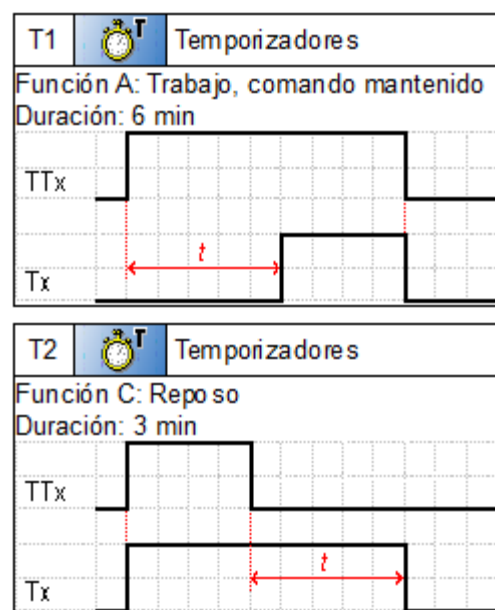 T1 T Temporizadores
Función A: Trabajo, comando mantenido
Duración: 6 min
TTx
t
Tx
T2 T Temporizadores
Función C: Reposo
Duración: 3 min
TTx
t
Tx